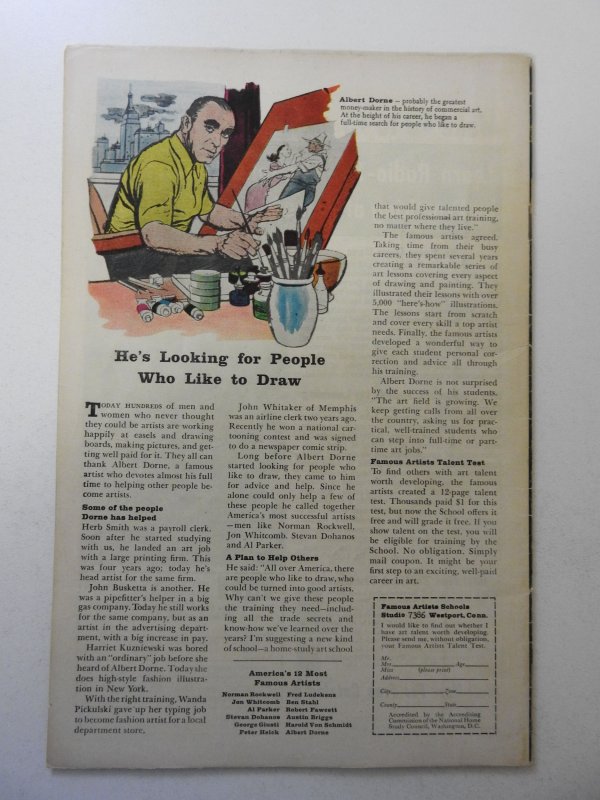 Albert Dorne – probably the greatest
money-maker in the history of commercial art.
At the height of his career, he began a
full-time search for people who like to draw.
He's Looking for People
Who Like to Draw
TODAY HUNDREDS of men and
women who never thought
they could be artists are working
happily at easels and drawing
boards, making pictures, and get-
ting well paid for it. They all can
thank Albert Dorne, a famous
artist who devotes almost his full
time to helping other people be-
come artists.
Some of the people
Dorne has helped
Herb Smith was a payroll clerk.
Soon after he started studying
with us, he landed an art job
with a large printing firm. This
was four years ago; today he's
head artist for the same firm.
John Busketta is another. He
was a pipefitter's helper in a big
gas company. Today he still works
for the same company, but as an
artist in the advertising depart-
ment, with a big increase in pay.
Harriet Kuzniewski was bored
with an "ordinary" job before she
heard of Albert Dorne. Today she
does high-style fashion illustra-
tion in New York.
With the right training, Wanda
Pickulski gave up her typing job
to become fashion artist for a local
department store.
John Whitaker of Memphis
was an airline clerk two years ago.
Recently he won a national car-
tooning contest and was signed
to do a newspaper comic strip.
Long before Albert Dorne
started looking for people who
like to draw, they came to him
for advice and help. Since he
alone could only help a few of
these people he called together
America's most successful artists
—men like Norman Rockwell,
Jon Whitcomb, Stevan Dohanos
and Al Parker.
A Plan to Help Others
He said: "All over America, there
are people who like to draw, who
could be turned into good artists.
Why can't we give these people
the training they need—includ-
ing all the trade secrets and
know-how we've learned over the
years? I'm suggesting a new kind
of school—a home-study art school
America's 12 Most
Famous Artists
Norman Rockwell Fred Ludekens
Jon Whitcomb Ben Stahl
Al Parker Robert Fawcett
Stevan Dohanos Austin Briggs
George Giusti Harold Von Schmidt
Peter Helck Albert Dorne
that would give talented people
the best professional art training,
no matter where they live."
The famous artists agreed.
Taking time from their busy
careers, they spent several years
creating a remarkable series of
art lessons covering every aspect
of drawing and painting. They
illustrated their lessons with over
5,000 "here's-how" illustrations.
The lessons start from scratch
and cover every skill a top artist
needs. Finally, the famous artists
developed a wonderful way to
give each student personal cor-
rection and advice all through
his training.
Albert Dorne is not surprised
by the success of his students.
"The art field is growing. We
keep getting calls from all over
the country, asking us for prac-
tical, well-trained students who
can step into full-time or part-
time art jobs."
Famous Artists Talent Test
To find others with art talent
worth developing, the famous
artists created a 12-page talent
test. Thousands paid $1 for this
test, but now the School offers it
free and will grade it free. If you
show talent on the test, you will
be eligible for training by the
School. No obligation. Simply
mail coupon. It might be your
first step to an exciting, well-paid
career in art.
Famous Artists Schools
Studio 7386 Westport, Conn.
I would like to find out whether I
have art talent worth developing.
Please send me, without obligation,
your Famous Artists Talent Test.
Mr.
Mrs. Age
Miss (please print)
Address
City Zone
County State
Accredited by the Accrediting
Commission of the National Home
Study Council, Washington, D.C.